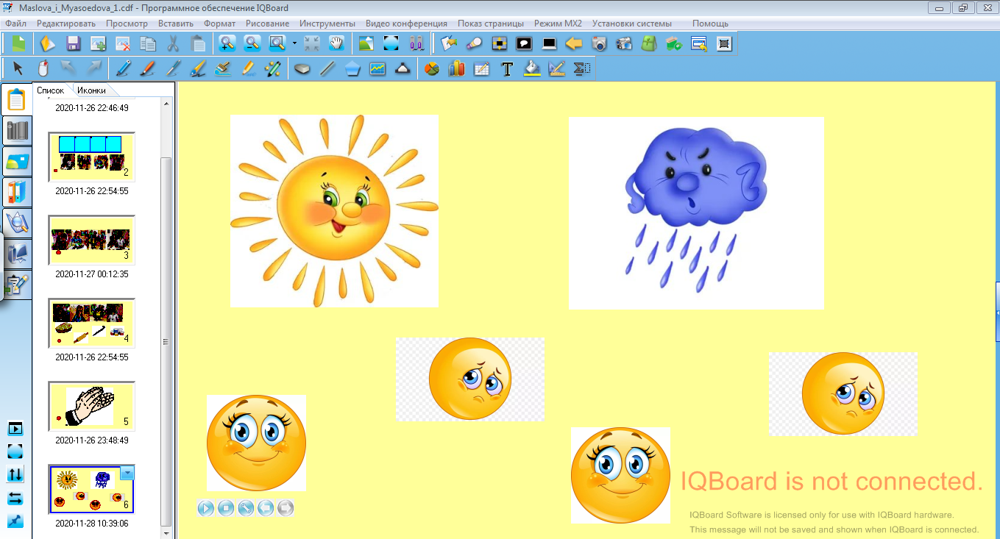 Maslova_i_Myasoedova_1.cdf - Программное обеспечение IQBoard
Файл Редактировать Просмотр Вставить Формат Рисование Инструменты Видео конференция Показ страницы Режим MX2 Установки системы Помощь
Список Иконки
2020-11-26 22:46:49
2
2020-11-26 22:54:55
3
2020-11-27 00:12:35
4
2020-11-26 22:54:55
5
2020-11-26 23:48:49
6
2020-11-28 10:39:06
IQBoard is not connected.
IQBoard Software is licensed only for use with IQBoard hardware.
This message will not be saved and shown when IQBoard is connected.